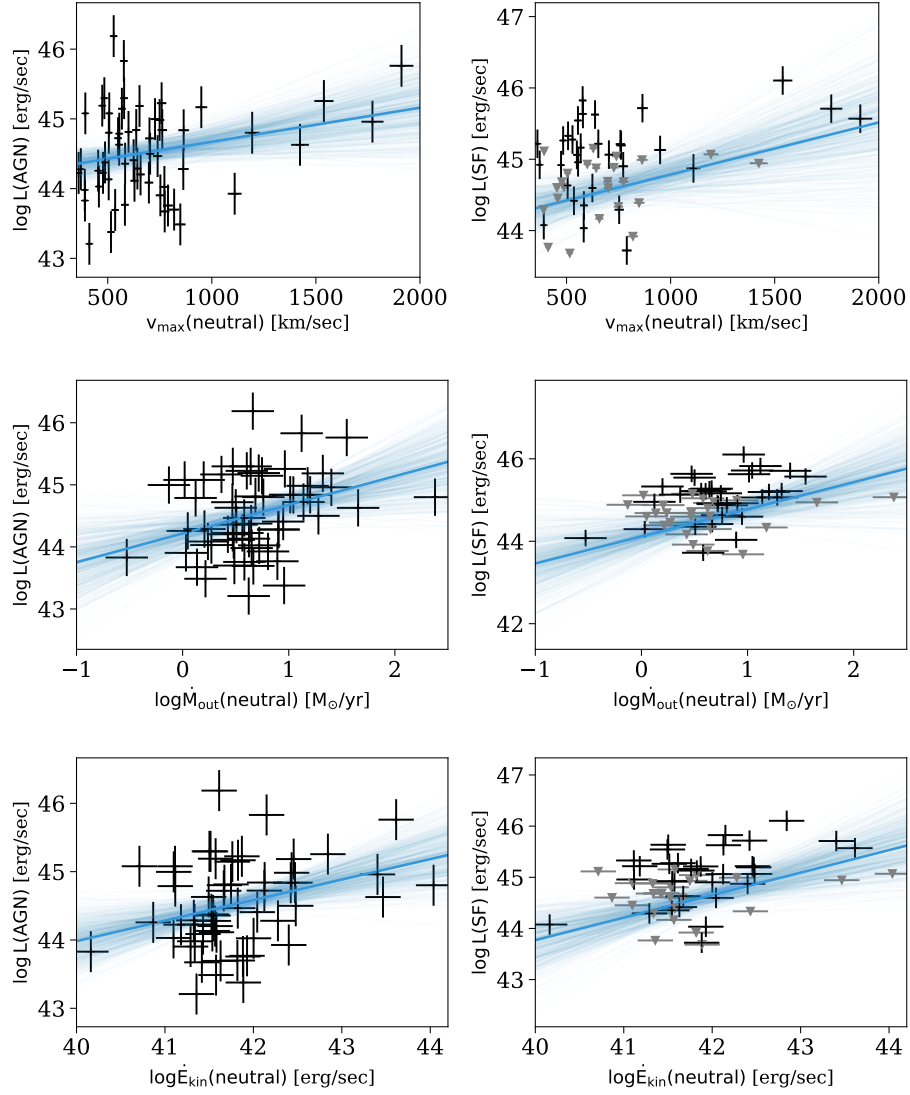 log L(AGN) [erg/sec]
46
45
44
43
500 1000 1500 2000
v_max(neutral) [km/sec]
log L(SF) [erg/sec]
47
46
45
44
500 1000 1500 2000
v_max(neutral) [km/sec]
log L(AGN) [erg/sec]
46
45
44
43
−1 0 1 2
logṀ_out(neutral) [M_⊙/yr]
log L(SF) [erg/sec]
46
44
42
−1 0 1 2
logṀ_out(neutral) [M_⊙/yr]
log L(AGN) [erg/sec]
46
45
44
43
40 41 42 43 44
logĖ_kin(neutral) [erg/sec]
log L(SF) [erg/sec]
47
46
45
44
43
40 41 42 43 44
logĖ_kin(neutral) [erg/sec]